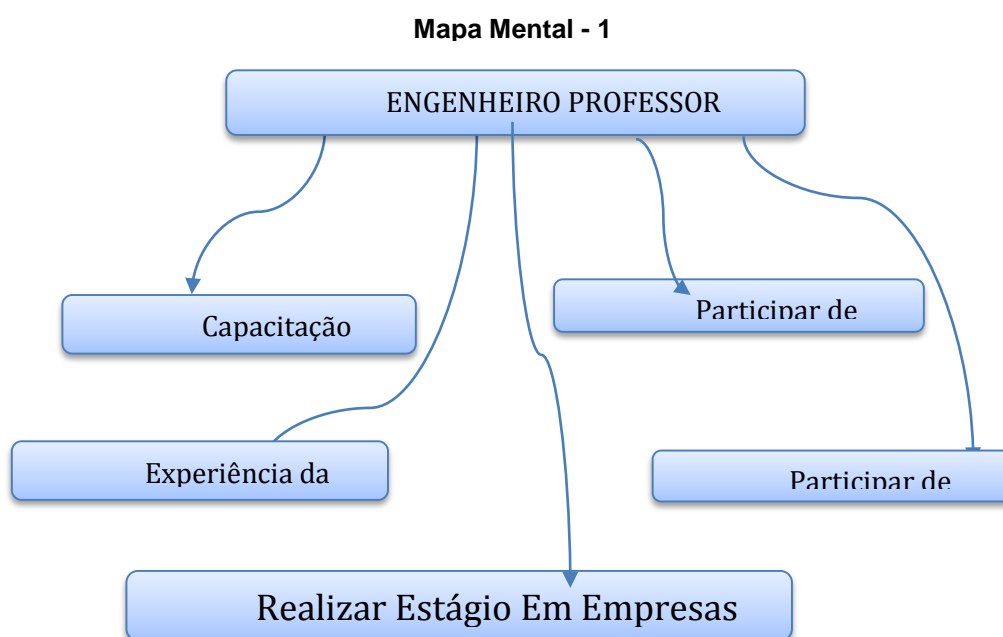 Mapa Mental - 1
ENGENHEIRO PROFESSOR
Capacitação
Participar de
Experiência da
Participar de
Realizar Estágio Em Empresas